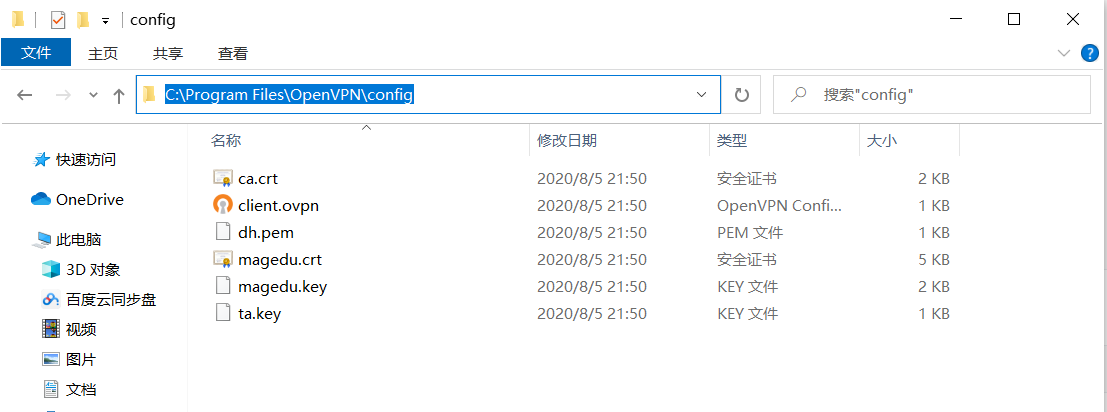 config
文件 主页 共享 查看
C:\Program Files\OpenVPN\config 搜索"config"
名称 修改日期 类型 大小
快速访问
OneDrive
此电脑
3D 对象
百度云同步盘
视频
图片
文档
ca.crt 2020/8/5 21:50 安全证书 2 KB
client.ovpn 2020/8/5 21:50 OpenVPN Confi... 1 KB
dh.pem 2020/8/5 21:50 PEM 文件 1 KB
magedu.crt 2020/8/5 21:50 安全证书 5 KB
magedu.key 2020/8/5 21:50 KEY 文件 2 KB
ta.key 2020/8/5 21:50 KEY 文件 1 KB